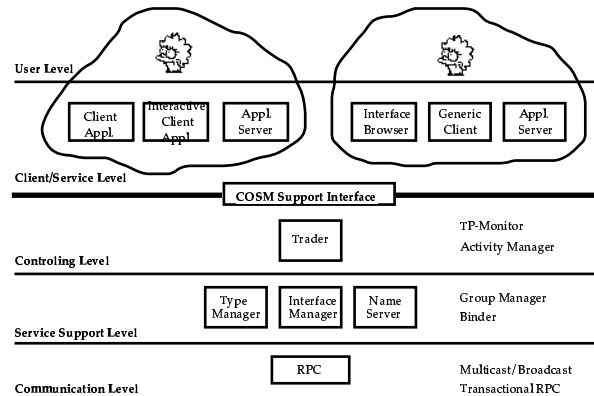 User Level
Client
Appl.
Interactive
Client
Appl.
Appl.
Server
Interface
Browser
Generic
Client
Appl.
Server
Client/Service Level
COSM Support Interface
Trader
TP-Monitor
Activity Manager
Controling Level
Type
Manager
Interface
Manager
Name
Server
Group Manager
Binder
Service Support Level
RPC
Multicast/Broadcast
Transactional RPC
Communication Level